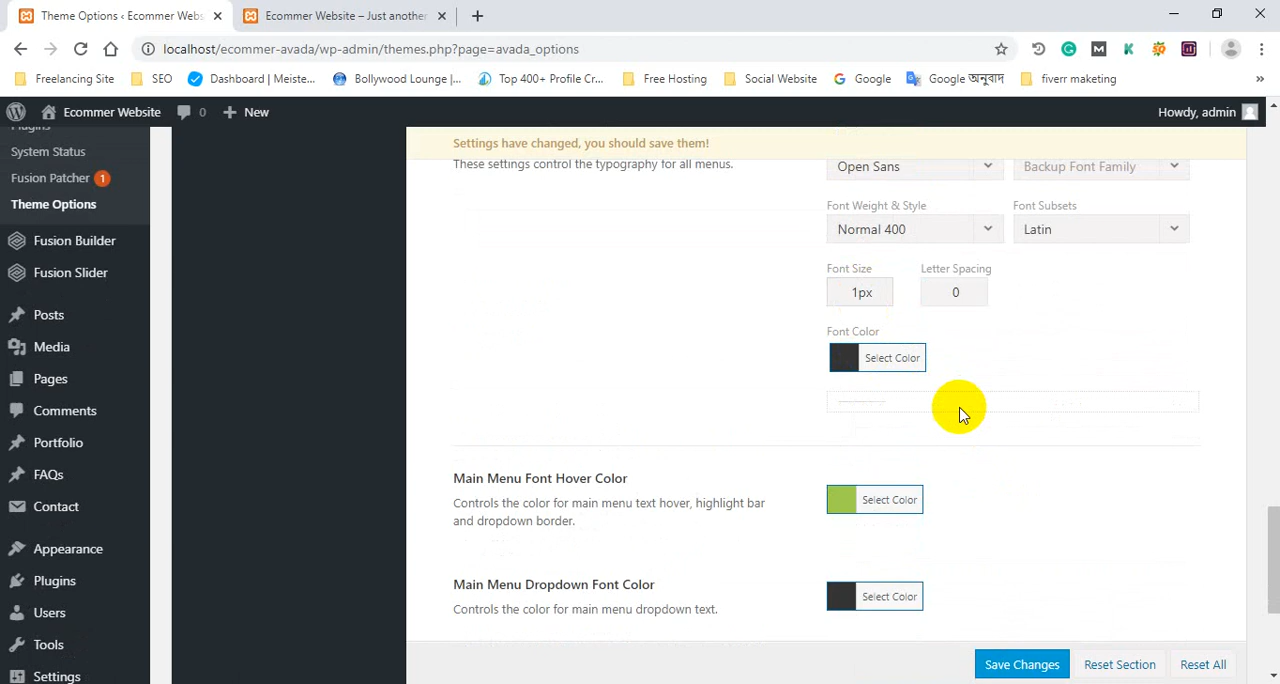 Theme Options ‹ Ecommer Webs
Ecommer Website – Just anothe
localhost/ecommer-avada/wp-admin/themes.php?page=avada_options
Freelancing Site
SEO
Dashboard | Meiste...
Bollywood Lounge |...
Top 400+ Profile Cr...
Free Hosting
Social Website
Google
Google অনুবাদ
fiverr maketing
»
Ecommer Website
0
New
Howdy, admin
Plugins
System Status
Fusion Patcher 1
Theme Options
Fusion Builder
Fusion Slider
Posts
Media
Pages
Comments
Portfolio
FAQs
Contact
Appearance
Plugins
Users
Tools
Settings
Settings have changed, you should save them!
These settings control the typography for all menus.
Open Sans
Backup Font Family
Font Weight & Style
Font Subsets
Normal 400
Latin
Font Size
Letter Spacing
1px
0
Font Color
Select Color
Main Menu Font Hover Color
Controls the color for main menu text hover, highlight bar
and dropdown border.
Select Color
Main Menu Dropdown Font Color
Controls the color for main menu dropdown text.
Select Color
Save Changes
Reset Section
Reset All